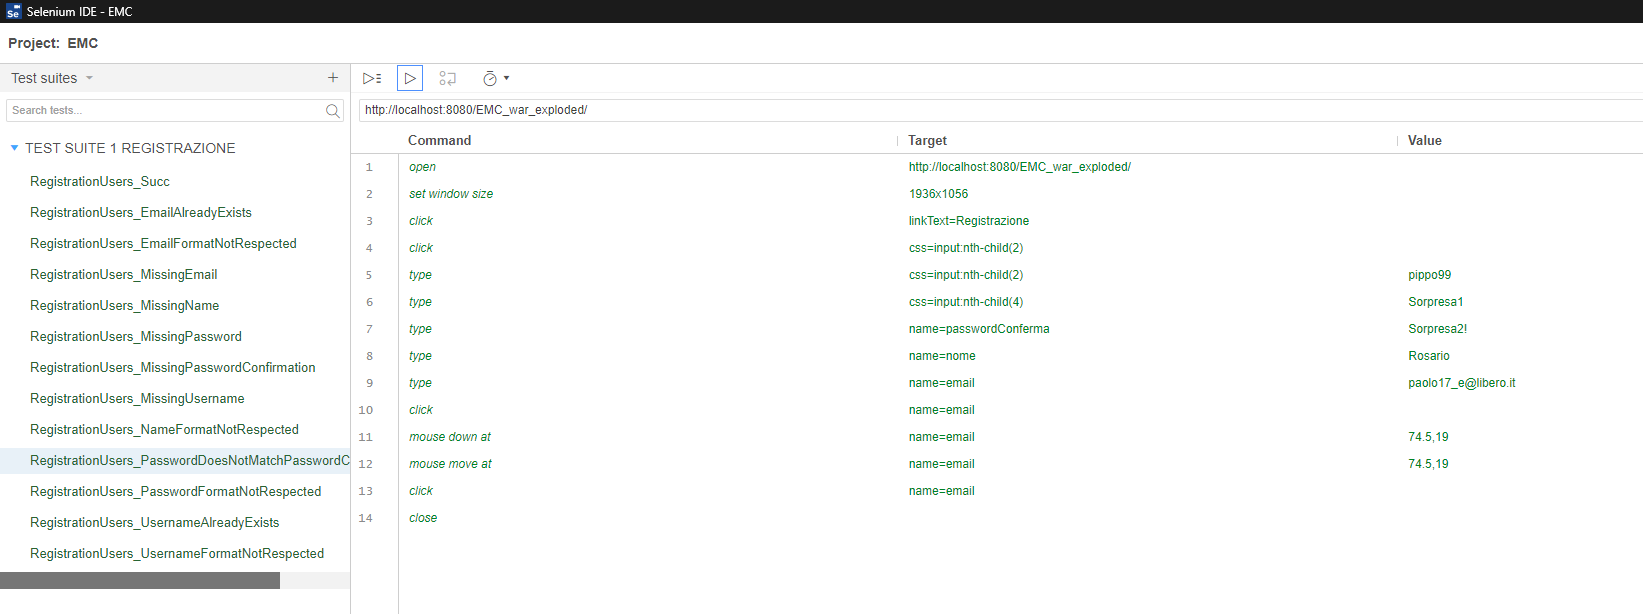 Se Selenium IDE - EMC
Project: EMC
Test suites
Search tests...
TEST SUITE 1 REGISTRAZIONE
RegistrationUsers_Succ
RegistrationUsers_EmailAlreadyExists
RegistrationUsers_EmailFormatNotRespected
RegistrationUsers_MissingEmail
RegistrationUsers_MissingName
RegistrationUsers_MissingPassword
RegistrationUsers_MissingPasswordConfirmation
RegistrationUsers_MissingUsername
RegistrationUsers_NameFormatNotRespected
RegistrationUsers_PasswordDoesNotMatchPasswordC
RegistrationUsers_PasswordFormatNotRespected
RegistrationUsers_UsernameAlreadyExists
RegistrationUsers_UsernameFormatNotRespected
http://localhost:8080/EMC_war_exploded/
Command Target Value
1 open http://localhost:8080/EMC_war_exploded/
2 set window size 1936x1056
3 click linkText=Registrazione
4 click css=input:nth-child(2)
5 type css=input:nth-child(2) pippo99
6 type css=input:nth-child(4) Sorpresa1
7 type name=passwordConferma Sorpresa2!
8 type name=nome Rosario
9 type name=email paolo17_e@libero.it
10 click name=email
11 mouse down at name=email 74.5,19
12 mouse move at name=email 74.5,19
13 click name=email
14 close